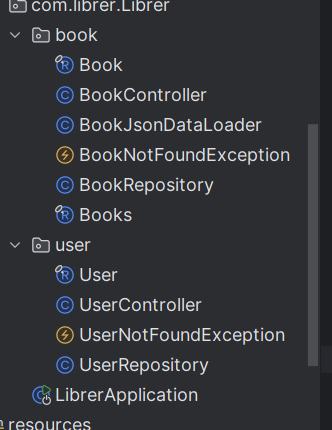 com.librer.Librer
book
Book
BookController
BookJsonDataLoader
BookNotFoundException
BookRepository
Books
user
User
UserController
UserNotFoundException
UserRepository
LibrerApplication
resources